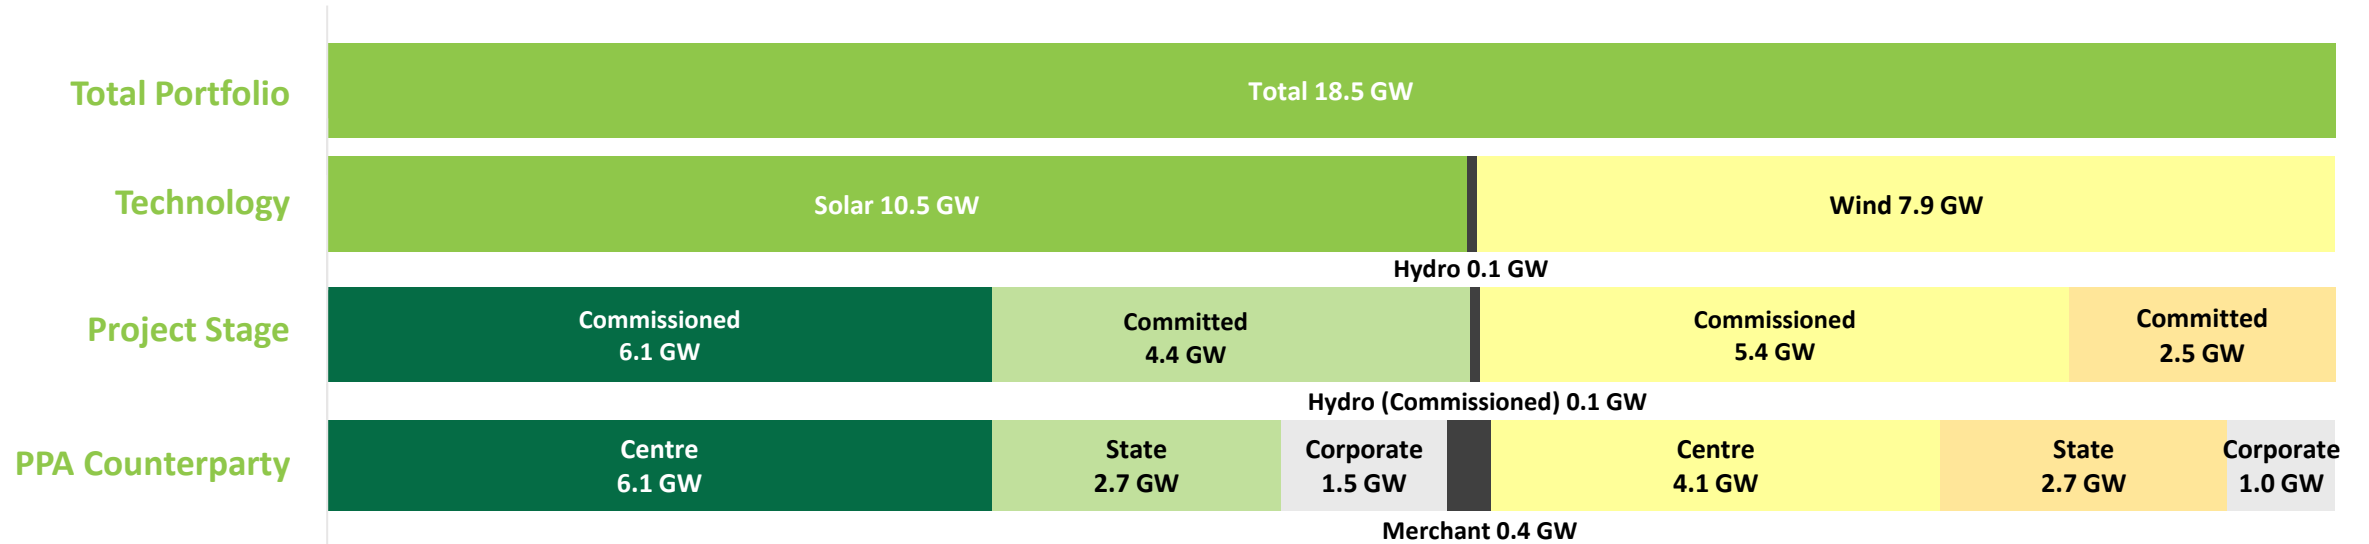 Total Portfolio
Total 18.5 GW
Technology
Solar 10.5 GW
Wind 7.9 GW
Hydro 0.1 GW
Project Stage
Commissioned
6.1 GW
Committed
4.4 GW
Commissioned
5.4 GW
Committed
2.5 GW
Hydro (Commissioned) 0.1 GW
PPA Counterparty
Centre
6.1 GW
State
2.7 GW
Corporate
1.5 GW
Centre
4.1 GW
State
2.7 GW
Corporate
1.0 GW
Merchant 0.4 GW